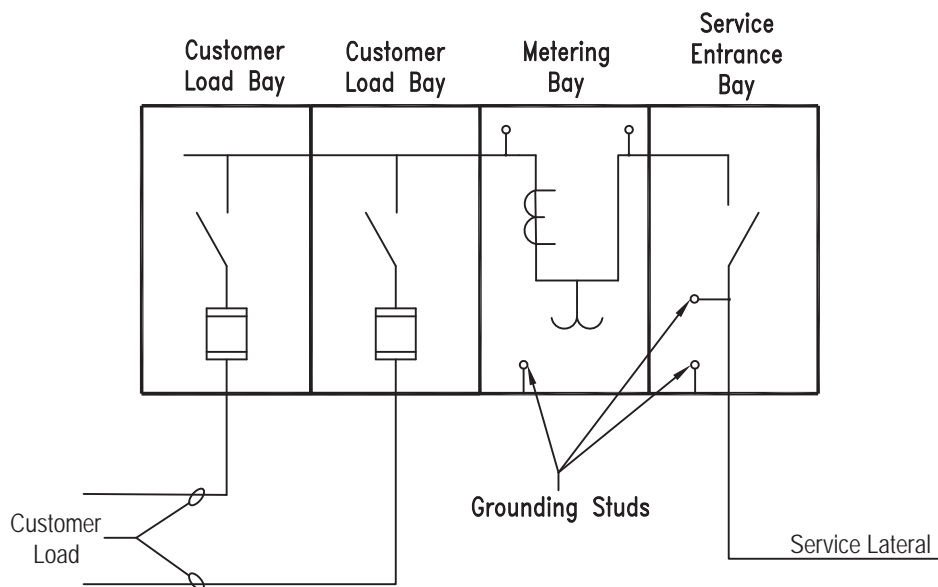 Customer
Load Bay
Customer
Load Bay
Metering
Bay
Service
Entrance
Bay
Grounding Studs
Customer
Load
Service Lateral